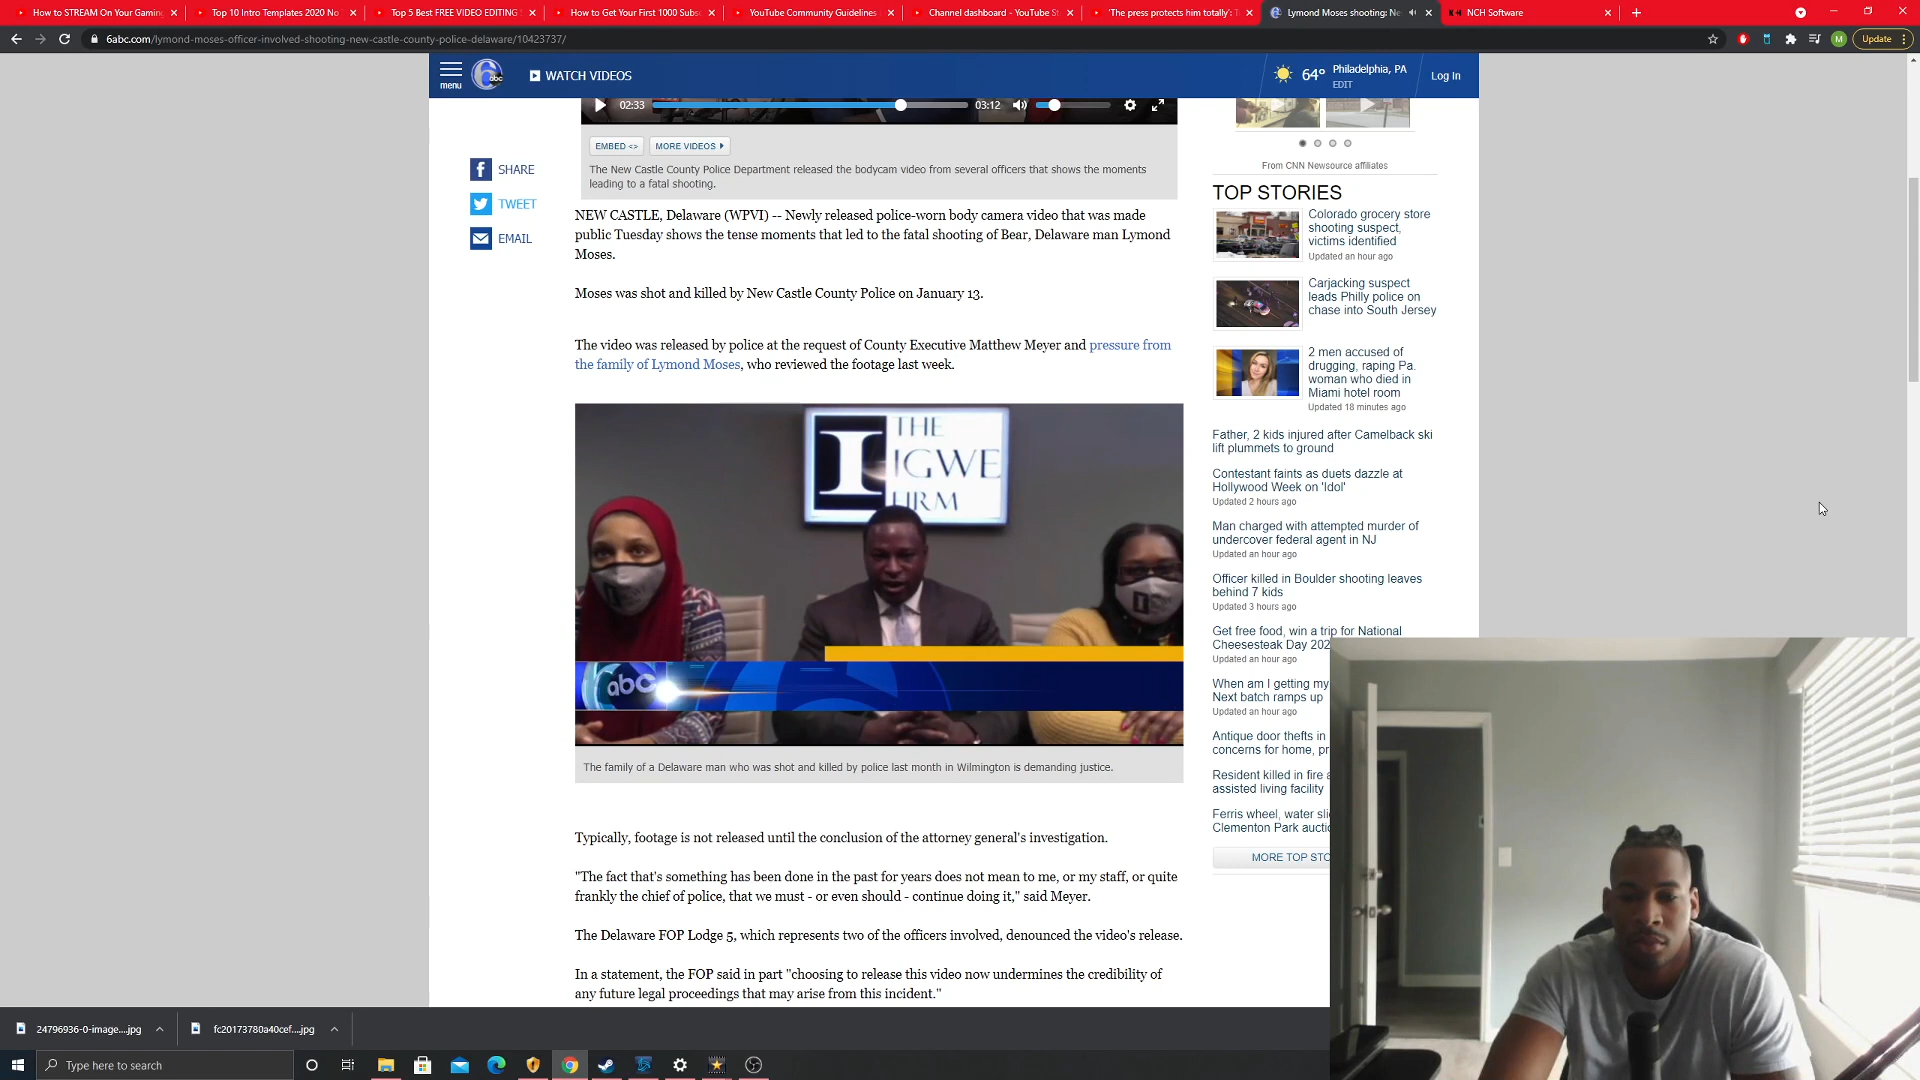 How to STREAM On Your Gaming
Top 10 Intro Templates 2020 No
Top 5 Best FREE VIDEO EDITING
How to Get Your First 1000 Subs
YouTube Community Guidelines
Channel dashboard - YouTube St
'The press protects him totally': T
Lymond Moses shooting: Ne
NCH Software
6abc.com/lymond-moses-officer-involved-shooting-new-castle-county-police-delaware/10423737/
M
Update
menu
6 abc
WATCH VIDEOS
64°
Philadelphia, PA
EDIT
Log In
02:33
03:12
EMBED <>
MORE VIDEOS
The New Castle County Police Department released the bodycam video from several officers that shows the moments
leading to a fatal shooting.
SHARE
TWEET
EMAIL
NEW CASTLE, Delaware (WPVI) -- Newly released police-worn body camera video that was made
public Tuesday shows the tense moments that led to the fatal shooting of Bear, Delaware man Lymond
Moses.
Moses was shot and killed by New Castle County Police on January 13.
The video was released by police at the request of County Executive Matthew Meyer and pressure from
the family of Lymond Moses, who reviewed the footage last week.
I
THE
IGWE
FIRM
abc
The family of a Delaware man who was shot and killed by police last month in Wilmington is demanding justice.
Typically, footage is not released until the conclusion of the attorney general's investigation.
"The fact that's something has been done in the past for years does not mean to me, or my staff, or quite
frankly the chief of police, that we must - or even should - continue doing it," said Meyer.
The Delaware FOP Lodge 5, which represents two of the officers involved, denounced the video's release.
In a statement, the FOP said in part "choosing to release this video now undermines the credibility of
any future legal proceedings that may arise from this incident."
From CNN Newsource affiliates
TOP STORIES
Colorado grocery store
shooting suspect,
victims identified
Updated an hour ago
Carjacking suspect
leads Philly police on
chase into South Jersey
2 men accused of
drugging, raping Pa.
woman who died in
Miami hotel room
Updated 18 minutes ago
Father, 2 kids injured after Camelback ski
lift plummets to ground
Contestant faints as duets dazzle at
Hollywood Week on 'Idol'
Updated 2 hours ago
Man charged with attempted murder of
undercover federal agent in NJ
Updated an hour ago
Officer killed in Boulder shooting leaves
behind 7 kids
Updated 3 hours ago
Get free food, win a trip for National
Cheesesteak Day 202
Updated an hour ago
When am I getting my
Next batch ramps up
Updated an hour ago
Antique door thefts in
concerns for home, pr
Resident killed in fire a
assisted living facility
Ferris wheel, water sli
Clementon Park auctio
MORE TOP STO
24796936-0-image....jpg
fc20173780a40cef....jpg
Type here to search